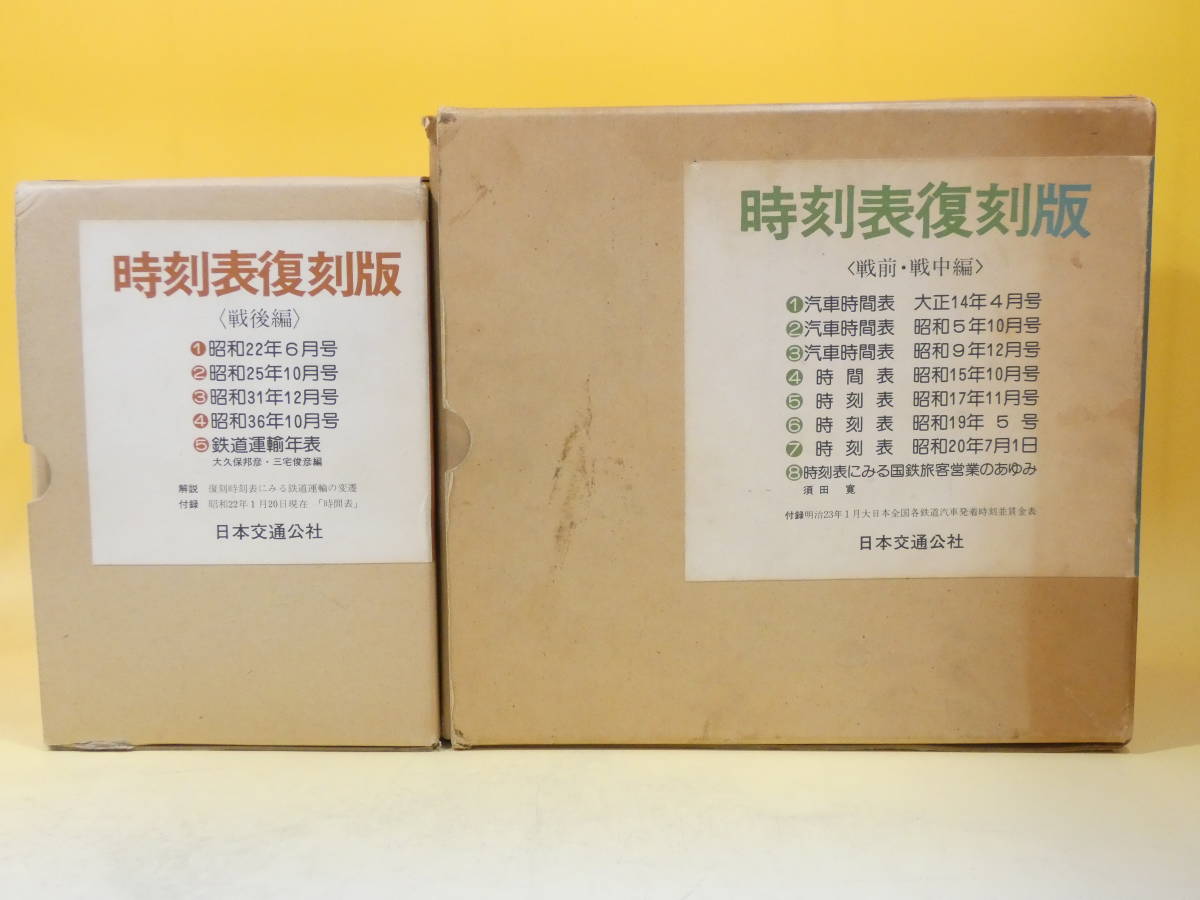 時刻表復刻版
〈戦後編〉
❶昭和22年6月号
❷昭和25年10月号
❸昭和31年12月号
❹昭和36年10月号
❺鉄道運輸年表
大久保邦彦・三宅俊彦編
解説 復刻時刻表にみる鉄道運輸の変遷
付録 昭和22年1月20日現在 「時間表」
日本交通公社
時刻表復刻版
〈戦前・戦中編〉
❶汽車時間表 大正14年4月号
❷汽車時間表 昭和5年10月号
❸汽車時間表 昭和9年12月号
❹時間表 昭和15年10月号
❺時刻表 昭和17年11月号
❻時刻表 昭和19年5号
❼時刻表 昭和20年7月1日
❽時刻表にみる国鉄旅客営業のあゆみ
須田 寛
付録明治23年1月大日本全国各鉄道汽車発着時刻並賃金表
日本交通公社